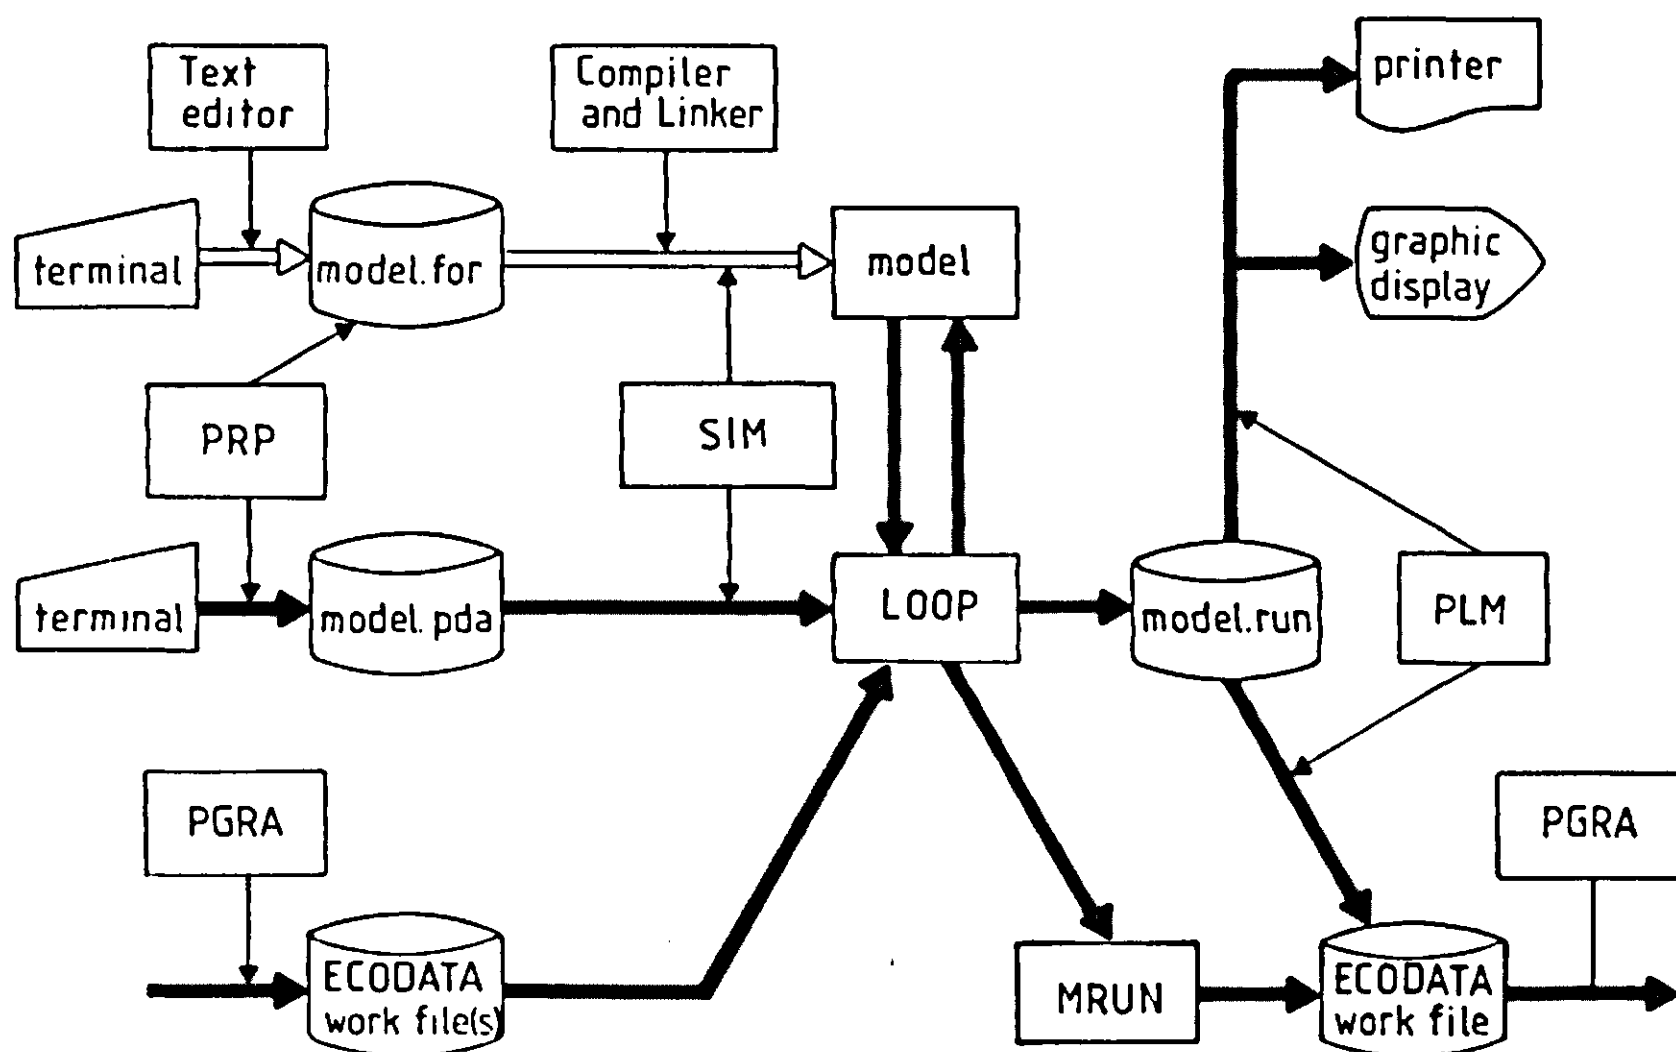 Text
editor
Compiler
and Linker
printer
terminal
model.for
model
graphic
display
PRP
SIM
terminal
model.pda
LOOP
model.run
PLM
PGRA
PGRA
ECODATA
work file(s)
MRUN
ECODATA
work file